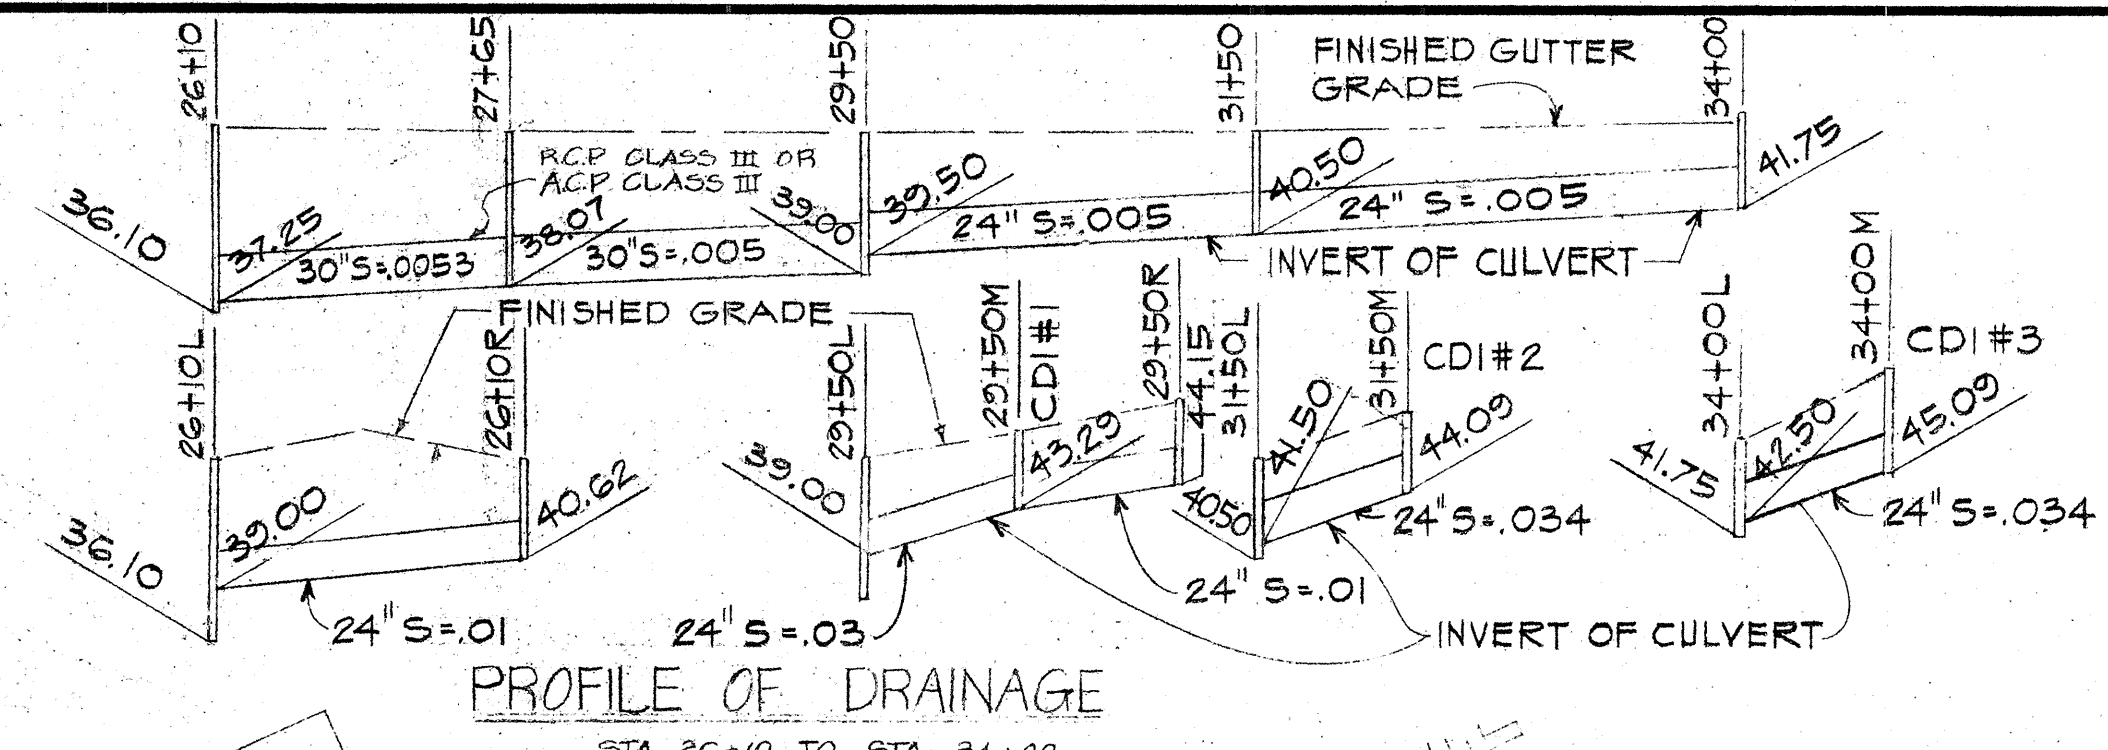 26+10
27+65
29+50
31+50
34+00
FINISHED GUTTER
GRADE
R.C.P CLASS III OR
A.C.P CLASS III
36.10
37.25
30" S=.0053
38.07
30" S=.005
39.00
39.50
24" S=.005
40.50
24" S=.005
41.75
INVERT OF CULVERT
FINISHED GRADE
26+10L
26+10R
36.10
39.00
40.62
24" S=.01
29+50L
29+50M
CDI #1
29+50R
44.15
39.00
43.29
24" S=.03
24" S=.01
31+50L
31+50M
CDI #2
40.50
41.50
44.09
24" S=.034
34+00L
34+00M
CDI #3
41.75
42.50
45.09
24" S=.034
INVERT OF CULVERT
PROFILE OF DRAINAGE